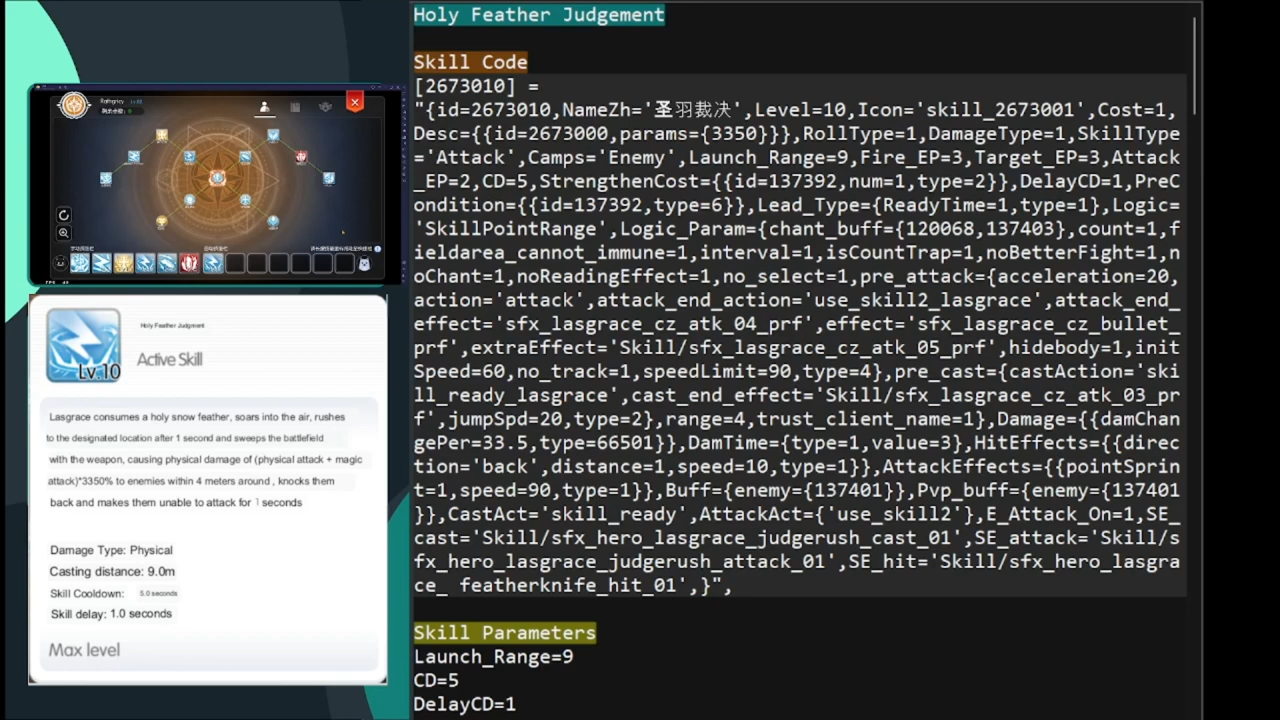 Holy Feather Judgment
Active Skill
Lv.10
Lasgrace consumes a holy snow feather, soars into the air, rushes
to the designated location after 1 second and sweeps the battlefield
with the weapon, causing physical damage of (physical attack + magic
attack)*3350% to enemies within 4 meters around , knocks them
back and makes them unable to attack for 1 seconds
Damage Type: Physical
Casting distance: 9.0m
Skill Cooldown: 5.0 seconds
Skill delay: 1.0 seconds
Max level
Holy Feather Judgement
Skill Code
[2673010] =
"{id=2673010,NameZh='圣羽裁决',Level=10,Icon='skill_2673001',Cost=1,
Desc={{id=2673000,params={3350}}},RollType=1,DamageType=1,SkillType
='Attack',Camps='Enemy',Launch_Range=9,Fire_EP=3,Target_EP=3,Attack
_EP=2,CD=5,StrengthenCost={{id=137392,num=1,type=2}},DelayCD=1,PreC
ondition={{id=137392,type=6}},Lead_Type={ReadyTime=1,type=1},Logic=
'SkillPointRange',Logic_Param={chant_buff={120068,137403},count=1,f
ieldarea_cannot_immune=1,interval=1,isCountTrap=1,noBetterFight=1,n
oChant=1,noReadingEffect=1,no_select=1,pre_attack={acceleration=20,
action='attack',attack_end_action='use_skill2_lasgrace',attack_end_
effect='sfx_lasgrace_cz_atk_04_prf',effect='sfx_lasgrace_cz_bullet_
prf',extraEffect='Skill/sfx_lasgrace_cz_atk_05_prf',hidebody=1,init
Speed=60,no_track=1,speedLimit=90,type=4},pre_cast={castAction='ski
ll_ready_lasgrace',cast_end_effect='Skill/sfx_lasgrace_cz_atk_03_pr
f',jumpSpd=20,type=2},range=4,trust_client_name=1},Damage={{damChan
gePer=33.5,type=66501}},DamTime={type=1,value=3},HitEffects={{direc
tion='back',distance=1,speed=10,type=1}},AttackEffects={{pointSprin
t=1,speed=90,type=1}},Buff={enemy={137401}},Pvp_buff={enemy={137401
}},CastAct='skill_ready',AttackAct={'use_skill2'},E_Attack_On=1,SE_
cast='Skill/sfx_hero_lasgrace_judgerush_cast_01',SE_attack='Skill/s
fx_hero_lasgrace_judgerush_attack_01',SE_hit='Skill/sfx_hero_lasgra
ce_ featherknife_hit_01',}",
Skill Parameters
Launch_Range=9
CD=5
DelayCD=1